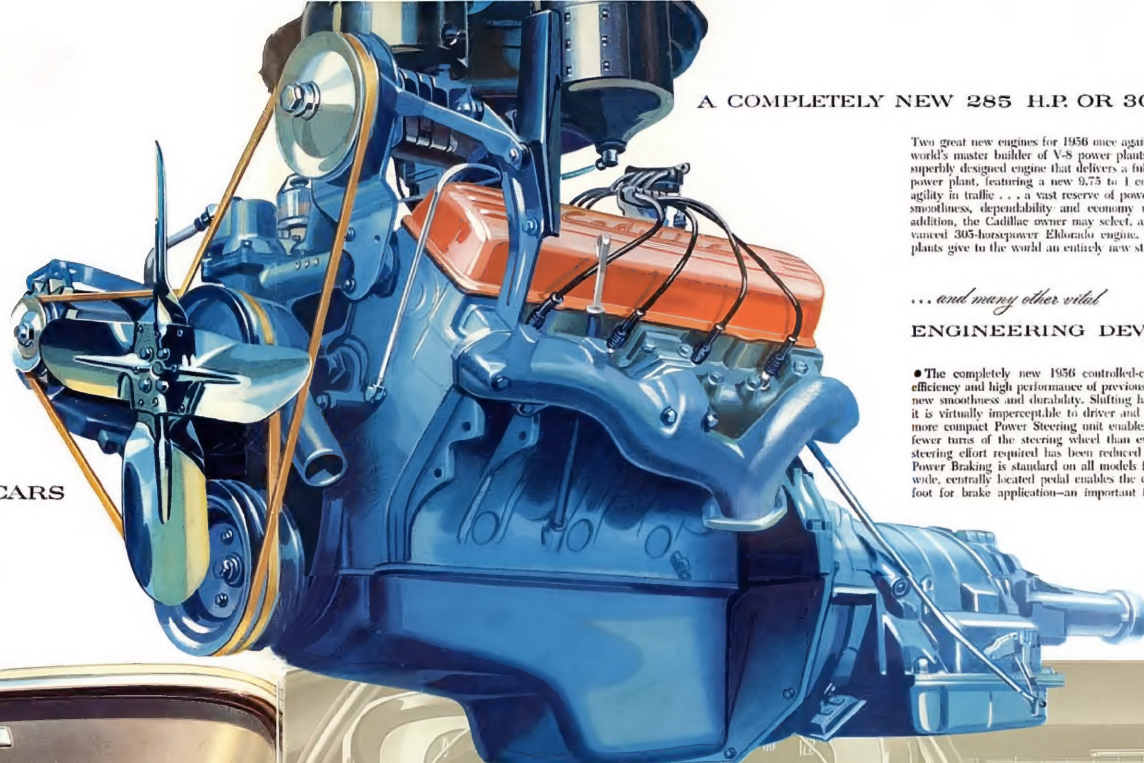 A COMPLETELY NEW 285 H.P. OR 30
Two great new engines for 1956 once agai
world's master builder of V-8 power plants
superbly designed engine that delivers a ful
power plant, featuring a new 9.75 to 1 c
agility in traffic . . . a vast reserve of powe
smoothness, dependability and economy
addition, the Cadillac owner may select, a
vanced 305-horsepower Eldorado engine.
plants give to the world an entirely new st
... and many other vital
ENGINEERING DEV
CARS
● The completely new 1956 controlled-c
efficiency and high performance of previous
new smoothness and durability. Shifting h
it is virtually imperceptible to driver and
more compact Power Steering unit enables
fewer turns of the steering wheel than e
steering effort required has been reduced
Power Braking is standard on all models
wide, centrally located pedal enables the
foot for brake application—an important